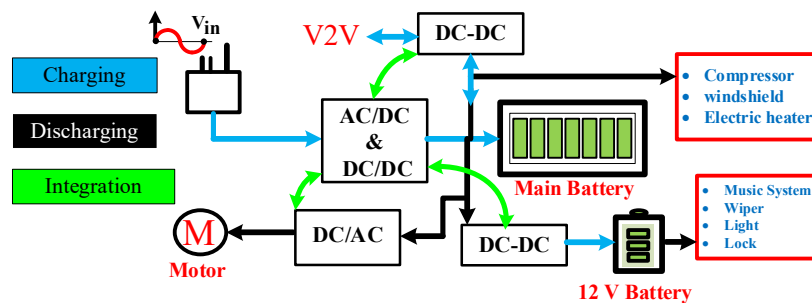 V_in
V2V
DC-DC
Charging
Discharging
Integration
AC/DC
&
DC/DC
• Compressor
• windshield
• Electric heater
Main Battery
M
Motor
DC/AC
DC-DC
12 V Battery
• Music System
• Wiper
• Light
• Lock